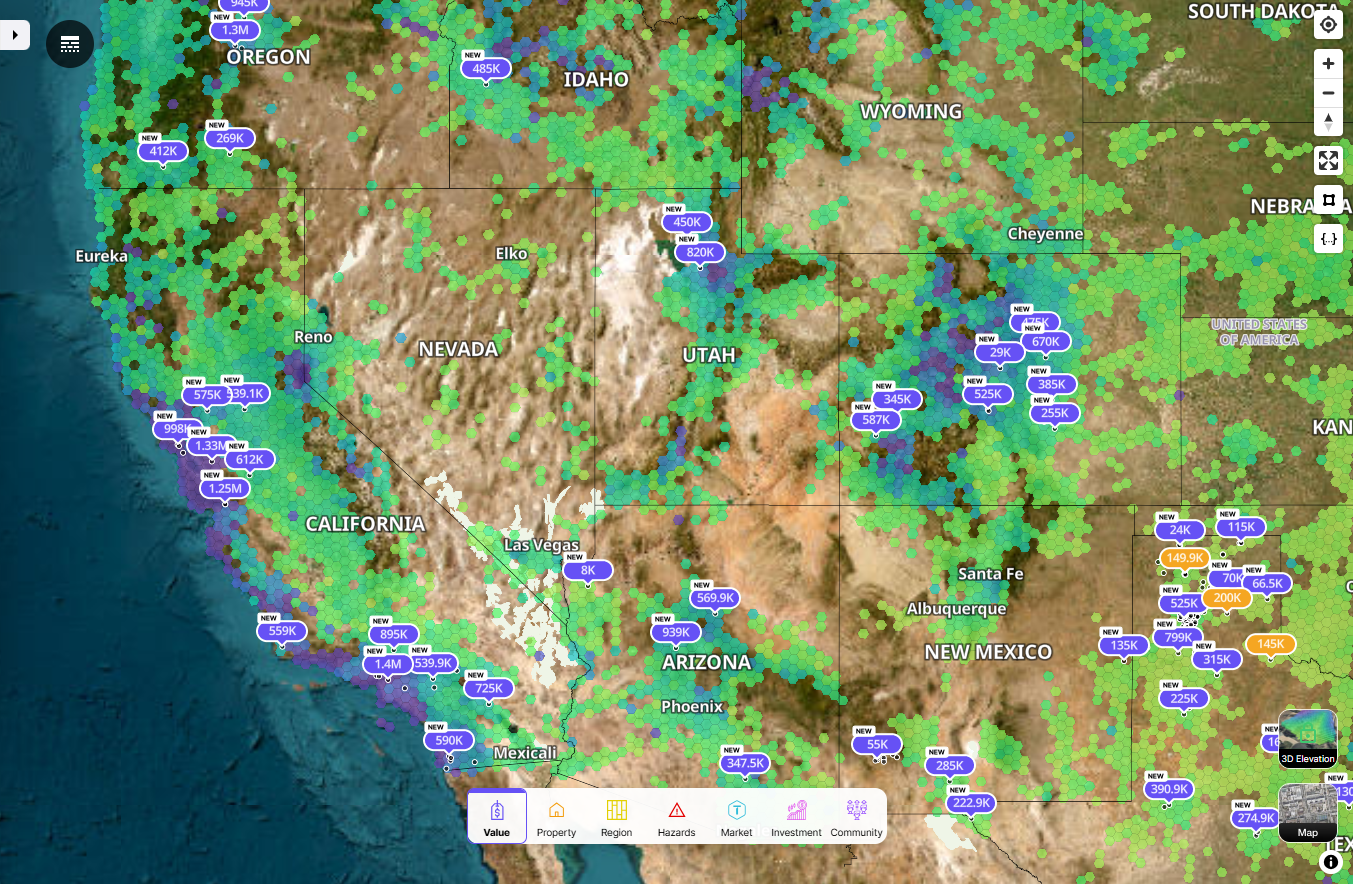 945K
SOUTH DAKOTA
NEW
1.3M
OREGON
NEW
485K
IDAHO
WYOMING
NEW
269K
NEW
412K
NEW
450K
NEBRA
NEW
820K
Eureka
Elko
Cheyenne
{...}
NEW
475K
NEW
670K
NEW
29K
UNITED STATES
OF AMERICA
Reno
NEVADA
UTAH
NEW
575K
NEW
539.1K
NEW
345K
NEW
525K
NEW
385K
NEW
587K
NEW
255K
NEW
998K
NEW
1.33M
NEW
612K
KAN
NEW
1.25M
CALIFORNIA
Las Vegas
NEW
8K
NEW
24K
NEW
115K
149.9K
Santa Fe
NEW
70K
NEW
66.5K
NEW
569.9K
Albuquerque
NEW
525K
200K
NEW
559K
NEW
895K
NEW
939K
ARIZONA
NEW MEXICO
NEW
135K
NEW
799K
145K
NEW
1.4M
NEW
539.9K
NEW
315K
NEW
725K
Phoenix
NEW
225K
NEW
590K
Mexicali
NEW
347.5K
NEW
55K
NEW
285K
NEW
16
3D Elevation
NEW
222.9K
NEW
390.9K
NEW
130
NEW
274.9K
Map
TEX
Value
Property
Region
Hazards
Market
Investment
Community